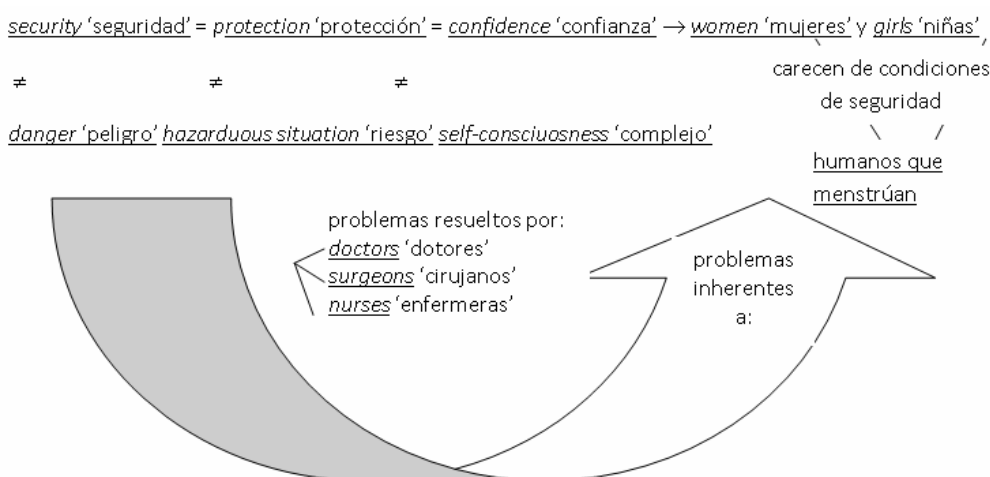 security 'seguridad' = protection 'protección' = confidence 'confianza' → women 'mujeres' y girls 'niñas',
≠ ≠ ≠
carecen de condiciones
de seguridad
danger 'peligro' hazarduous situation 'riesgo' self-consciuosness 'complejo'
humanos que
menstrúan
problemas resueltos por:
doctors 'dotores'
surgeons 'cirujanos'
nurses 'enfermeras'
problemas
inherentes
a: